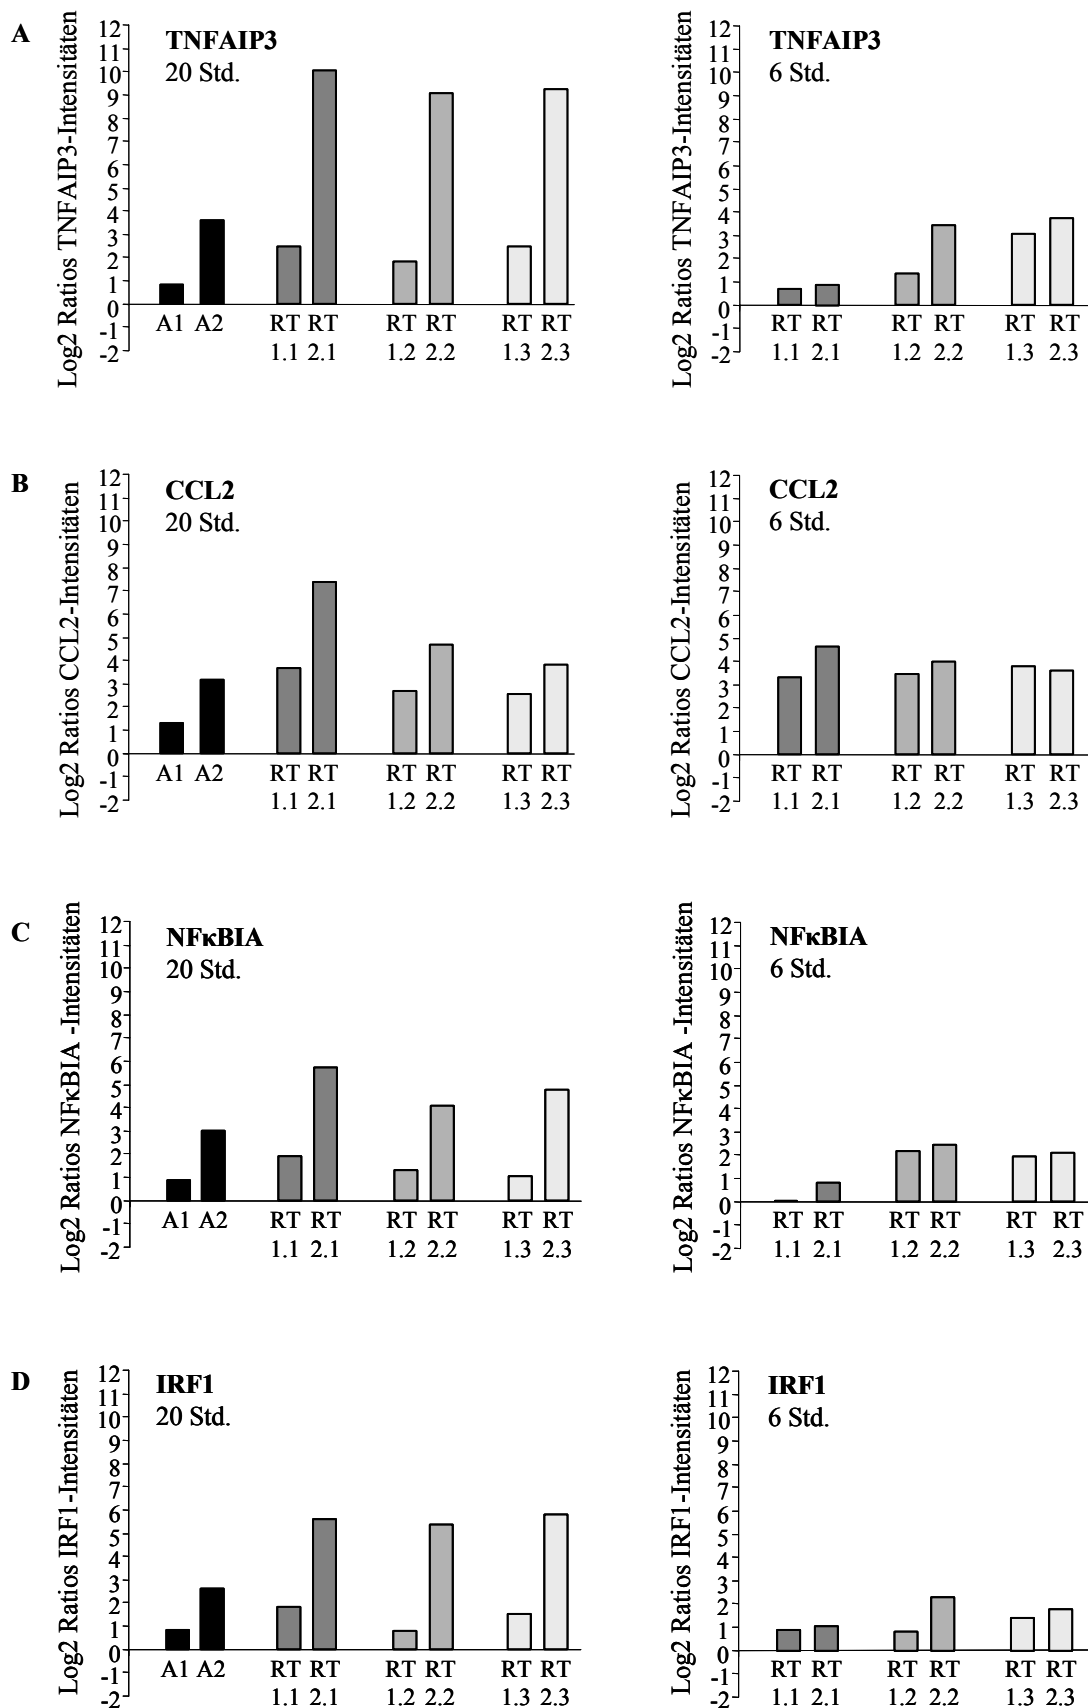 A
Log2 Ratios TNFAIP3-Intensitäten
12
11
10
9
8
7
6
5
4
3
2
1
0
-1
-2
TNFAIP3
20 Std.
A1 A2 RT RT RT RT RT RT
1.1 2.1 1.2 2.2 1.3 2.3
Log2 Ratios TNFAIP3-Intensitäten
12
11
10
9
8
7
6
5
4
3
2
1
0
-1
-2
TNFAIP3
6 Std.
RT RT RT RT RT RT
1.1 2.1 1.2 2.2 1.3 2.3
B
Log2 Ratios CCL2-Intensitäten
12
11
10
9
8
7
6
5
4
3
2
1
0
-1
-2
CCL2
20 Std.
A1 A2 RT RT RT RT RT RT
1.1 2.1 1.2 2.2 1.3 2.3
Log2 Ratios CCL2-Intensitäten
12
11
10
9
8
7
6
5
4
3
2
1
0
-1
-2
CCL2
6 Std.
RT RT RT RT RT RT
1.1 2.1 1.2 2.2 1.3 2.3
C
Log2 Ratios NFκBIA -Intensitäten
12
11
10
9
8
7
6
5
4
3
2
1
0
-1
-2
NFκBIA
20 Std.
A1 A2 RT RT RT RT RT RT
1.1 2.1 1.2 2.2 1.3 2.3
Log2 Ratios NFκBIA -Intensitäten
12
11
10
9
8
7
6
5
4
3
2
1
0
-1
-2
NFκBIA
6 Std.
RT RT RT RT RT RT
1.1 2.1 1.2 2.2 1.3 2.3
D
Log2 Ratios IRF1-Intensitäten
12
11
10
9
8
7
6
5
4
3
2
1
0
-1
-2
IRF1
20 Std.
A1 A2 RT RT RT RT RT RT
1.1 2.1 1.2 2.2 1.3 2.3
Log2 Ratios IRF1-Intensitäten
12
11
10
9
8
7
6
5
4
3
2
1
0
-1
-2
IRF1
6 Std.
RT RT RT RT RT RT
1.1 2.1 1.2 2.2 1.3 2.3